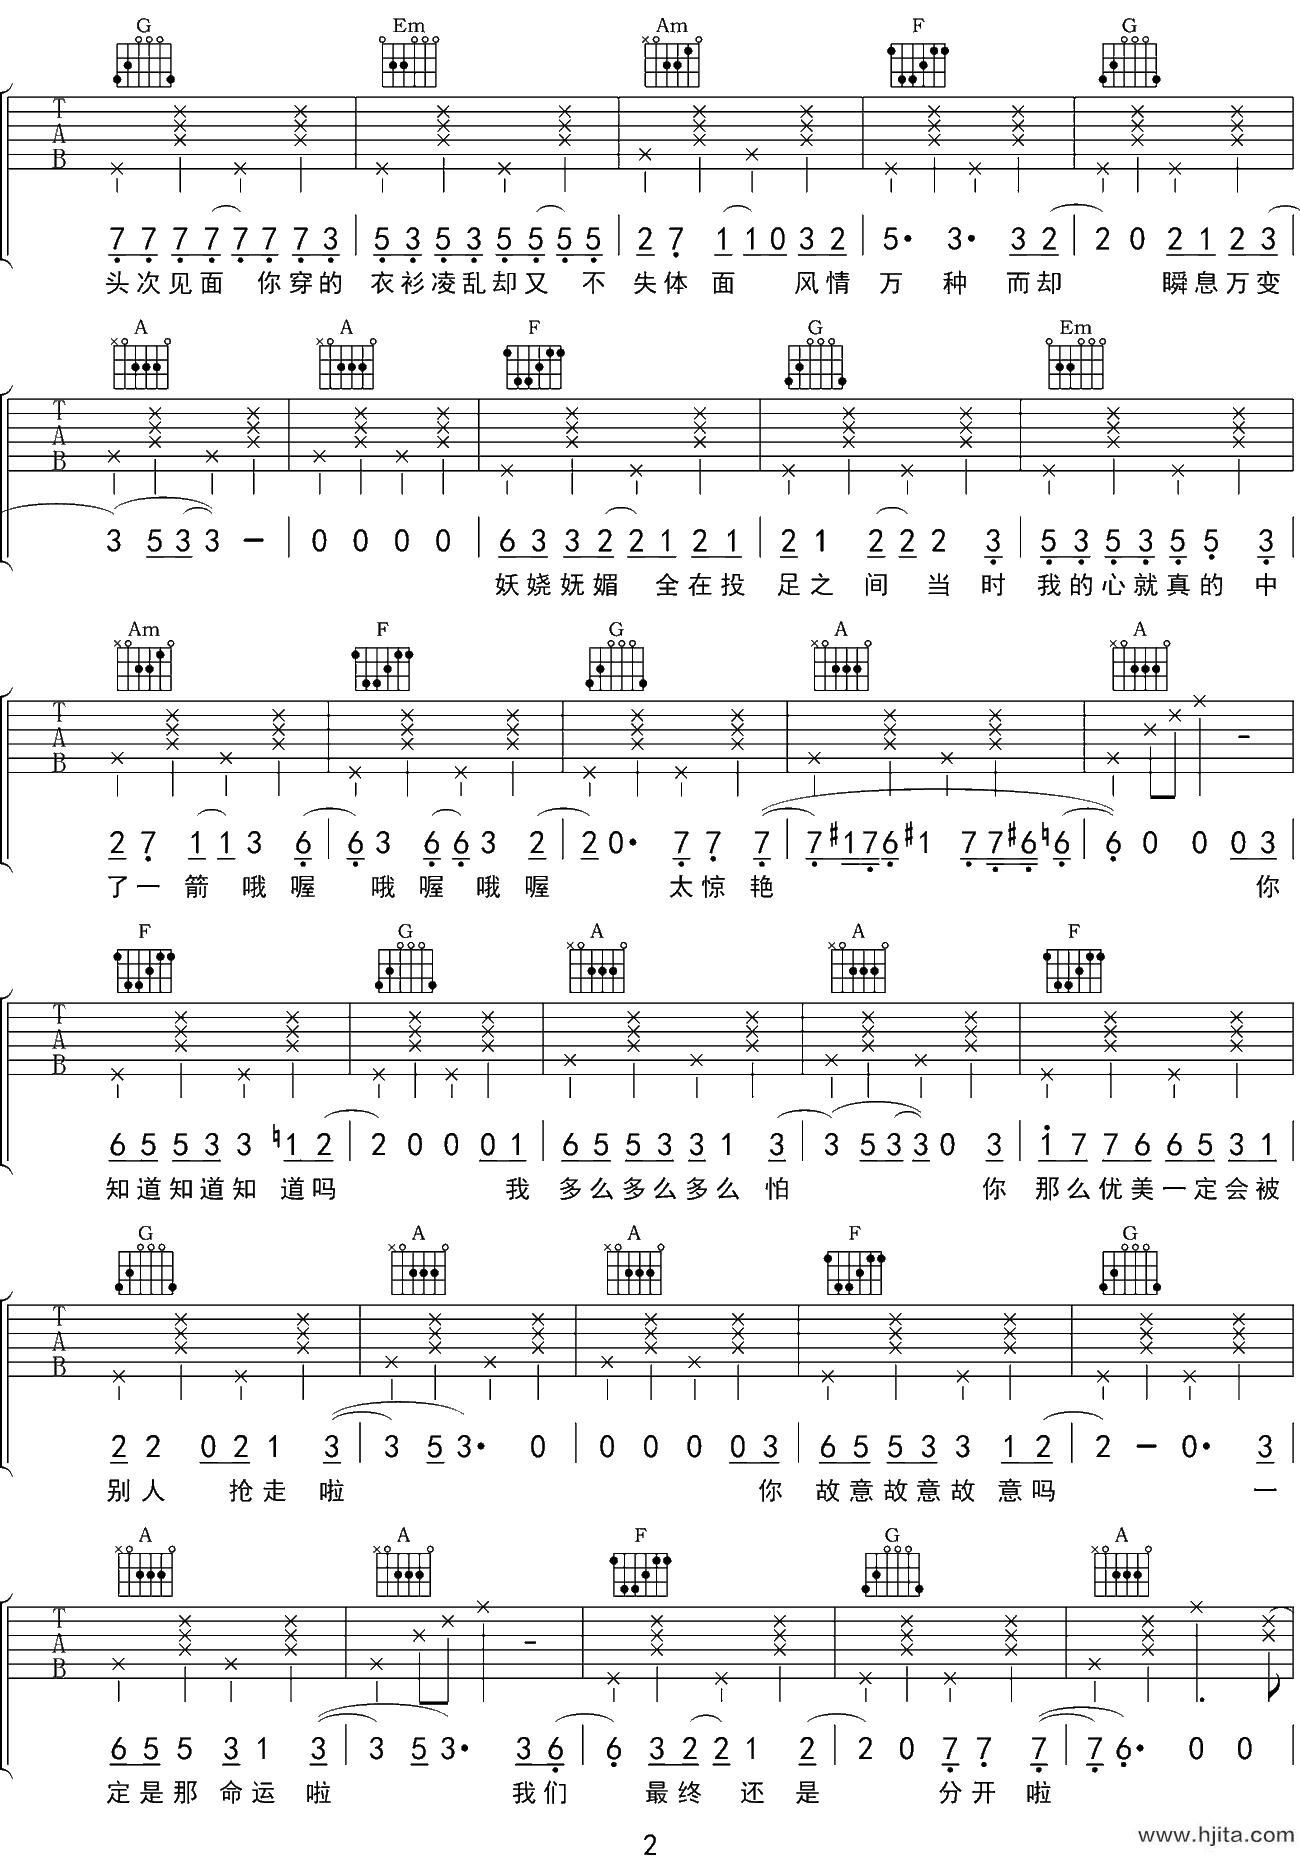 G Em Am F G
T A B
7 7 7 7 7 7 7 3 | 5 3 5 3 5 5 5 5 | 2 7 1 1 0 3 2 | 5· 3· 3 2 | 2 0 2 1 2 3
头次见面 你穿的 衣衫凌乱却又 不 失体 面 风情 万 种 而却 瞬息万变
A A F G Em
T A B
3 5 3 3 – | 0 0 0 0 | 6 3 3 2 2 1 2 1 | 2 1 2 2 2 3 | 5 3 5 3 5 5 3
妖娆妩媚 全在投 足之 间 当 时 我的心就真的 中
Am F G A A
T A B
2 7 1 1 3 6 | 6 3 6 6 3 2 | 2 0· 7 7 7 | 7 #1 7 6 #1 7 7 #6 ♮6 | 6 0 0 0 3
了一 箭 哦 喔 哦 喔 哦 喔 太 惊 艳 你
F G A A F
T A B
6 5 5 3 3 ♮1 2 | 2 0 0 0 1 | 6 5 5 3 3 1 3 | 3 5 3 3 0 3 | 1 7 7 6 6 5 3 1
知道知道知 道吗 我 多么多么多么 怕 你 那么优美一定会被
G A A F G
T A B
2 2 0 2 1 3 | 3 5 3· 0 | 0 0 0 0 3 | 6 5 5 3 3 1 2 | 2 – 0· 3
别人 抢走 啦 你 故意故意故 意吗 一
A A F G A
T A B
6 5 5 3 1 3 | 3 5 3· 3 6 | 6 3 2 2 1 2 | 2 0 7 7 7 | 7 6· 0 0
定是那 命运 啦 我们 最终 还 是 分开 啦
2
www.hjita.com